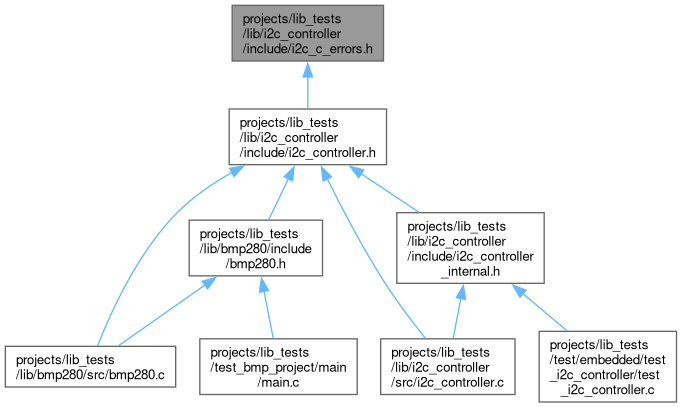 projects/lib_tests
/lib/i2c_controller
/include/i2c_c_errors.h
projects/lib_tests
/lib/i2c_controller
/include/i2c_controller.h
projects/lib_tests
/lib/bmp280/include
/bmp280.h
projects/lib_tests
/lib/i2c_controller
/include/i2c_controller
_internal.h
projects/lib_tests
/lib/bmp280/src/bmp280.c
projects/lib_tests
/test_bmp_project/main
/main.c
projects/lib_tests
/lib/i2c_controller
/src/i2c_controller.c
projects/lib_tests
/test/embedded/test
_i2c_controller/test
_i2c_controller.c